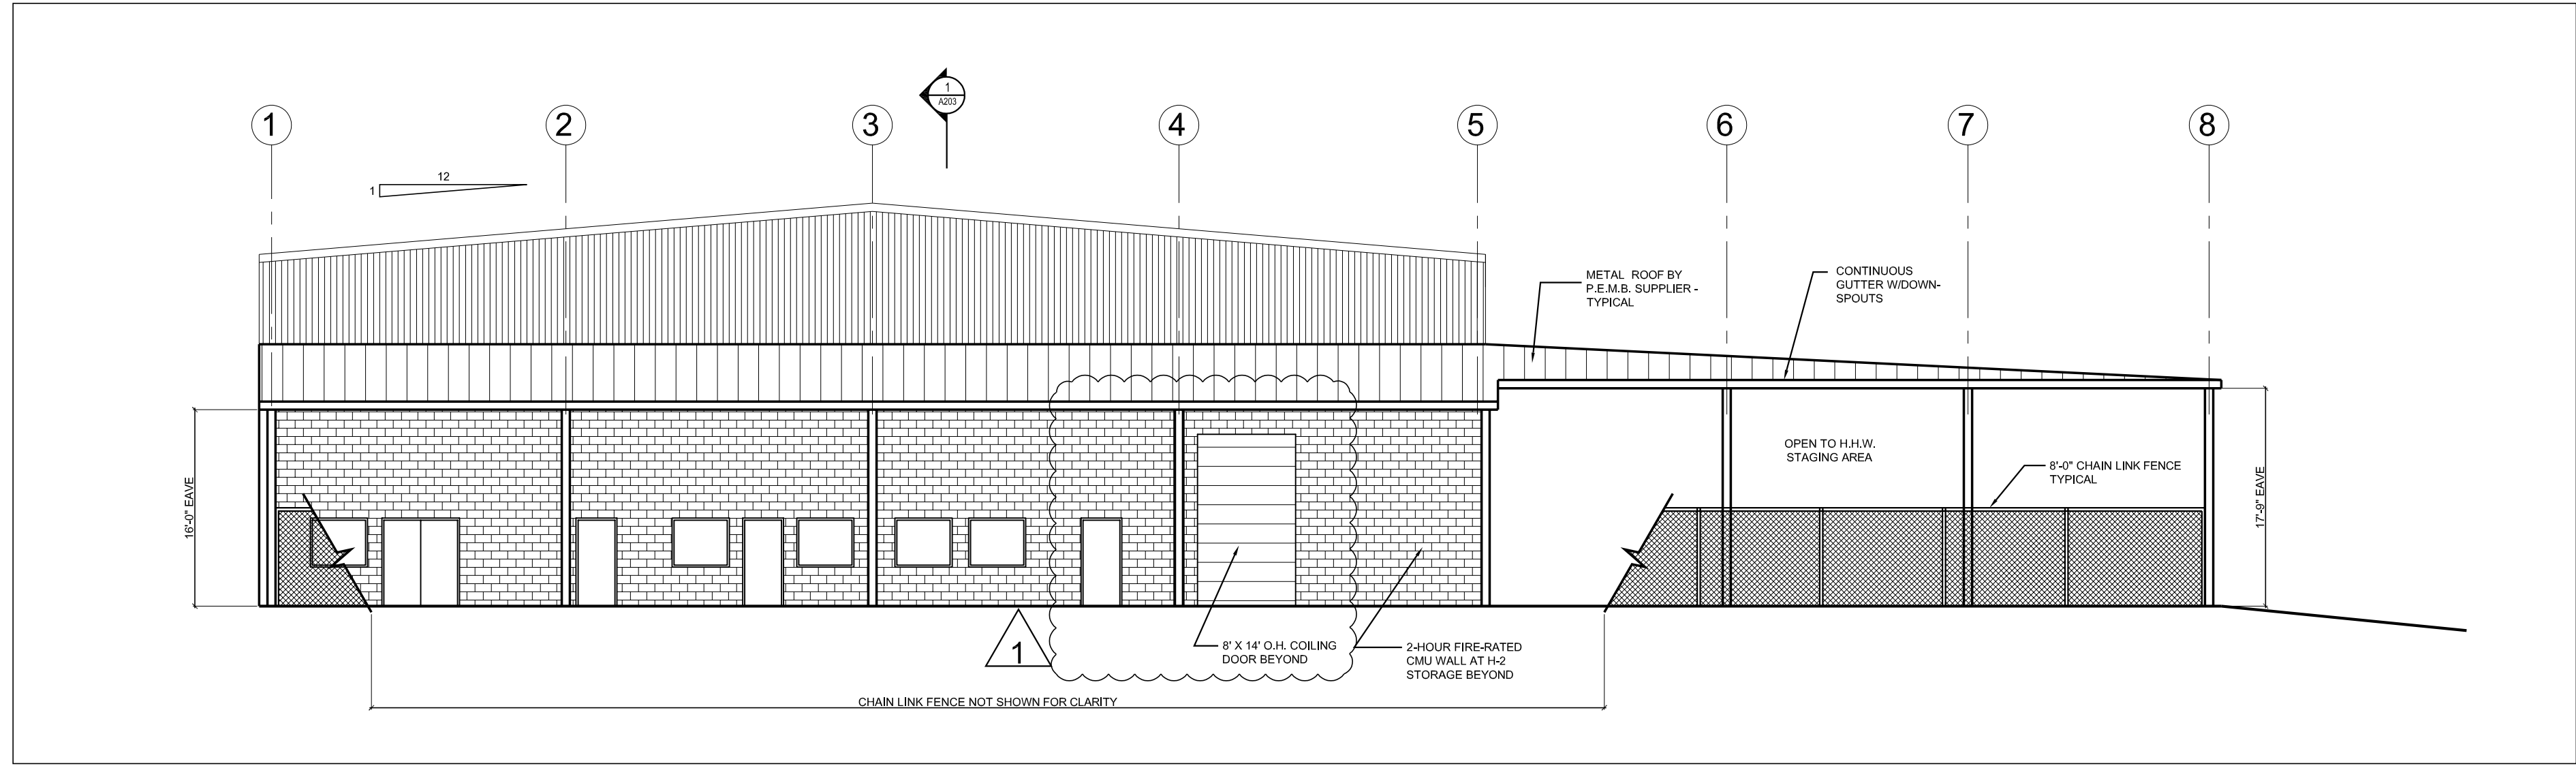 1
A203
1
2
3
4
5
6
7
8
12
1
METAL ROOF BY
P.E.M.B. SUPPLIER -
TYPICAL
CONTINUOUS
GUTTER W/DOWN-
SPOUTS
OPEN TO H.H.W.
STAGING AREA
8'-0" CHAIN LINK FENCE
TYPICAL
16'-0" EAVE
17'-9" EAVE
1
8' X 14' O.H. COILING
DOOR BEYOND
2-HOUR FIRE-RATED
CMU WALL AT H-2
STORAGE BEYOND
CHAIN LINK FENCE NOT SHOWN FOR CLARITY